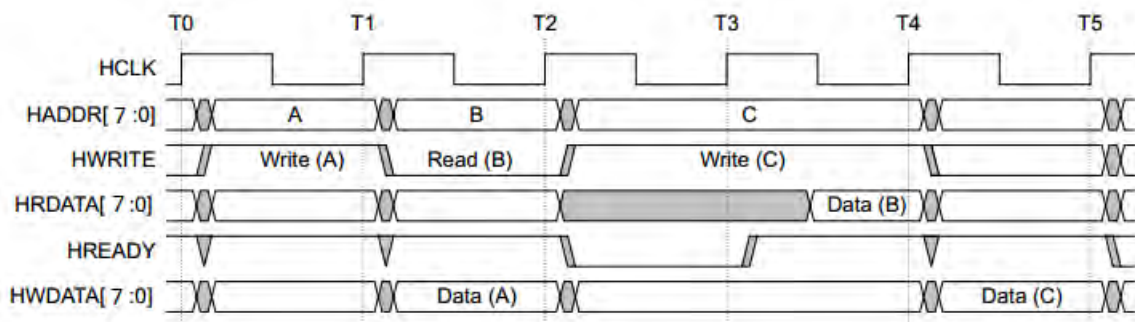 T0 T1 T2 T3 T4 T5
HCLK
HADDR[ 7 :0] A B C
HWRITE Write (A) Read (B) Write (C)
HRDATA[ 7 :0] Data (B)
HREADY
HWDATA[ 7 :0] Data (A) Data (C)